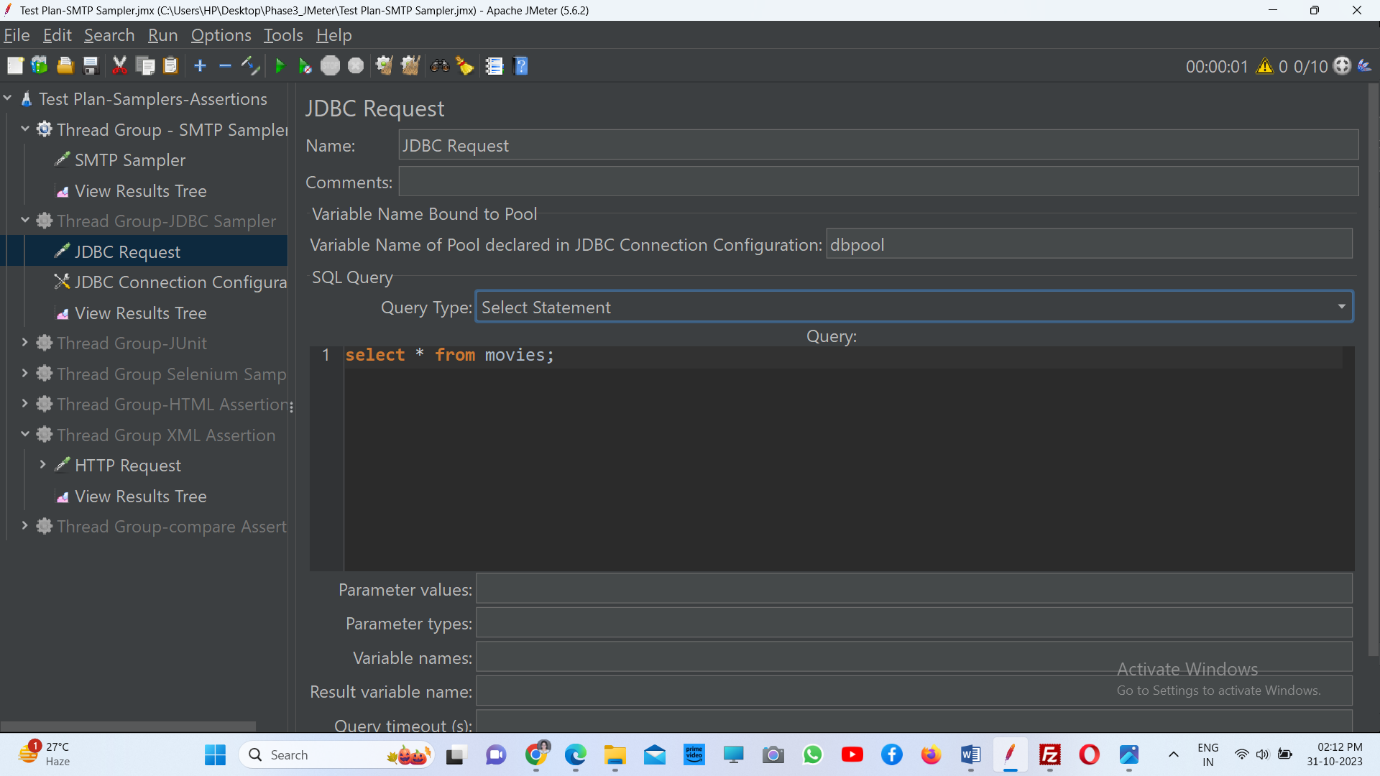 Test Plan-SMTP Sampler.jmx (C:\Users\HP\Desktop\Phase3_JMeter\Test Plan-SMTP Sampler.jmx) - Apache JMeter (5.6.2)
File Edit Search Run Options Tools Help
00:00:01 0 0/10
Test Plan-Samplers-Assertions
Thread Group - SMTP Sampler
SMTP Sampler
View Results Tree
Thread Group-JDBC Sampler
JDBC Request
JDBC Connection Configura
View Results Tree
Thread Group-JUnit
Thread Group Selenium Samp
Thread Group-HTML Assertion
Thread Group XML Assertion
HTTP Request
View Results Tree
Thread Group-compare Assert
JDBC Request
Name: JDBC Request
Comments:
Variable Name Bound to Pool
Variable Name of Pool declared in JDBC Connection Configuration: dbpool
SQL Query
Query Type: Select Statement
Query:
1 select * from movies;
Parameter values:
Parameter types:
Variable names:
Result variable name:
Query timeout (s):
Activate Windows
Go to Settings to activate Windows.
1 27°C
Haze
Search
prime video
ENG
IN
02:12 PM
31-10-2023